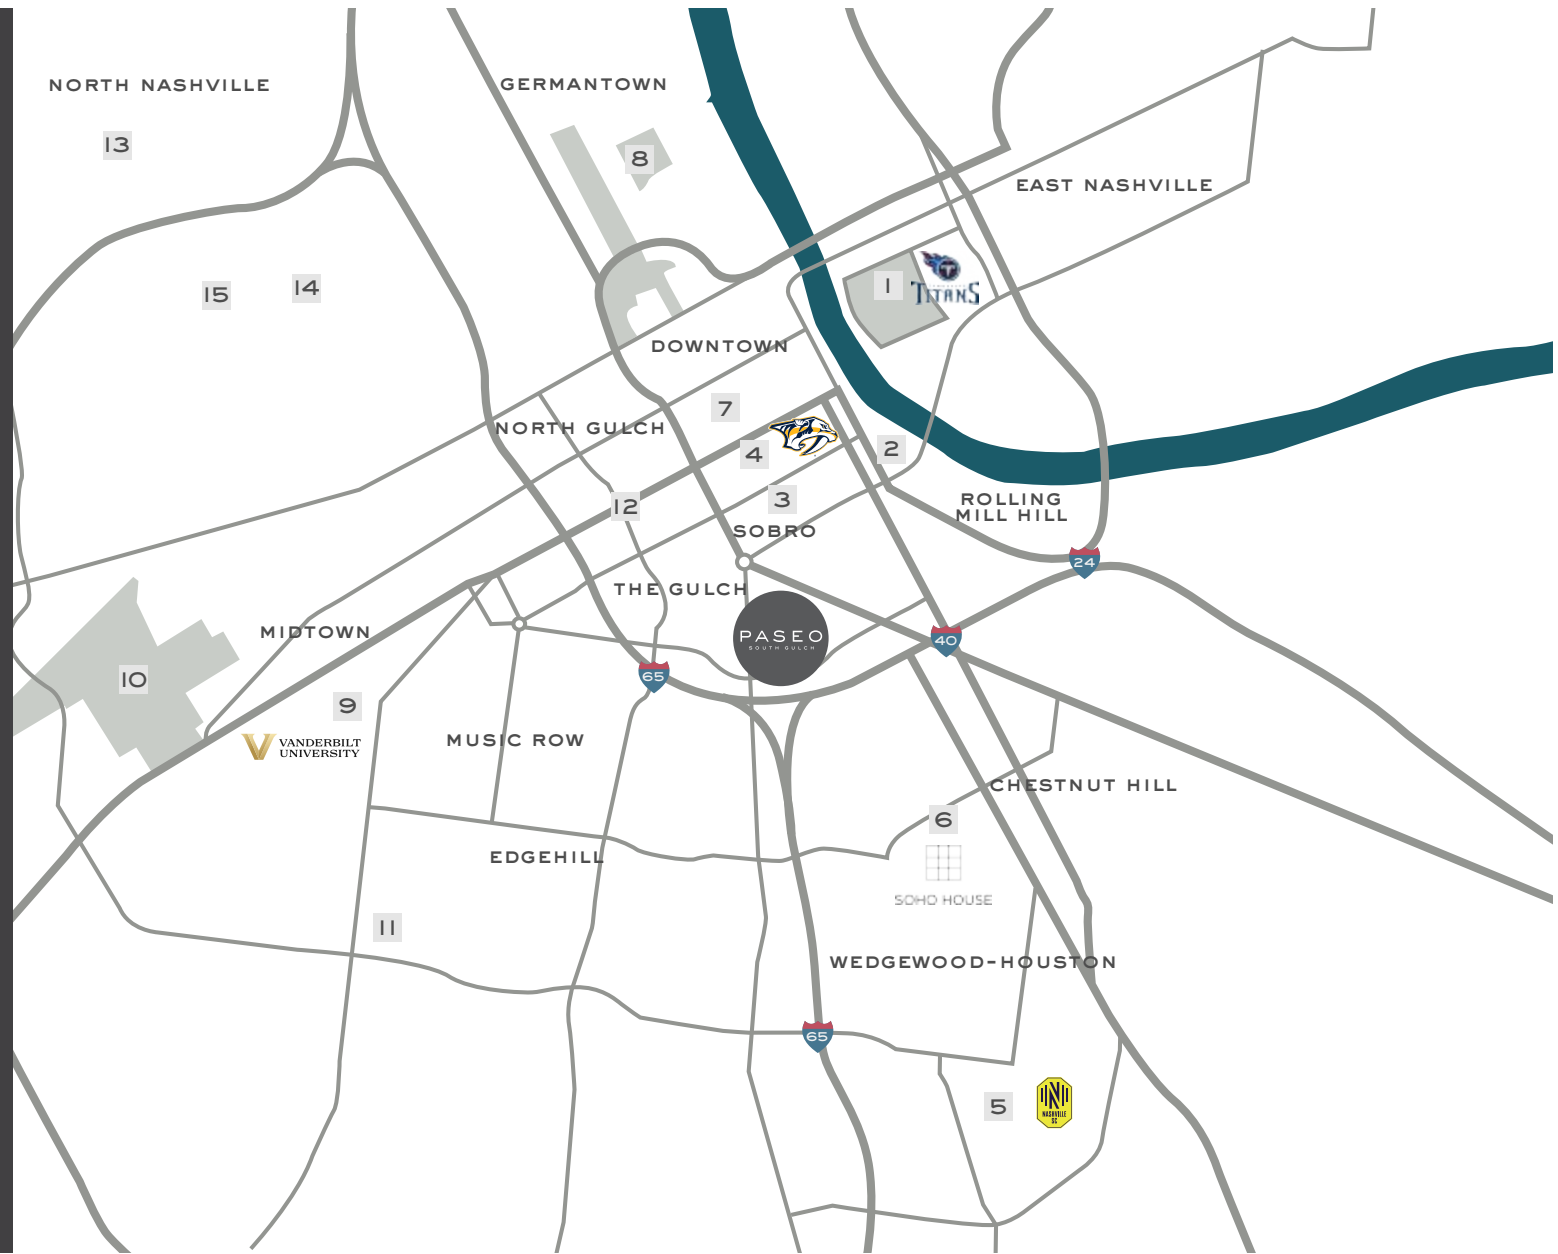 NORTH NASHVILLE
GERMANTOWN
13
8
EAST NASHVILLE
15
14
1
TITANS
DOWNTOWN
7
NORTH GULCH
4
2
3
12
ROLLING
MILL HILL
SOBRO
24
THE GULCH
MIDTOWN
PASEO
SOUTH GULCH
40
10
65
9
MUSIC ROW
VANDERBILT
UNIVERSITY
CHESTNUT HILL
6
EDGEHILL
SOHO HOUSE
11
WEDGEWOOD-HOUSTON
65
5
N
NASHVILLE
SC